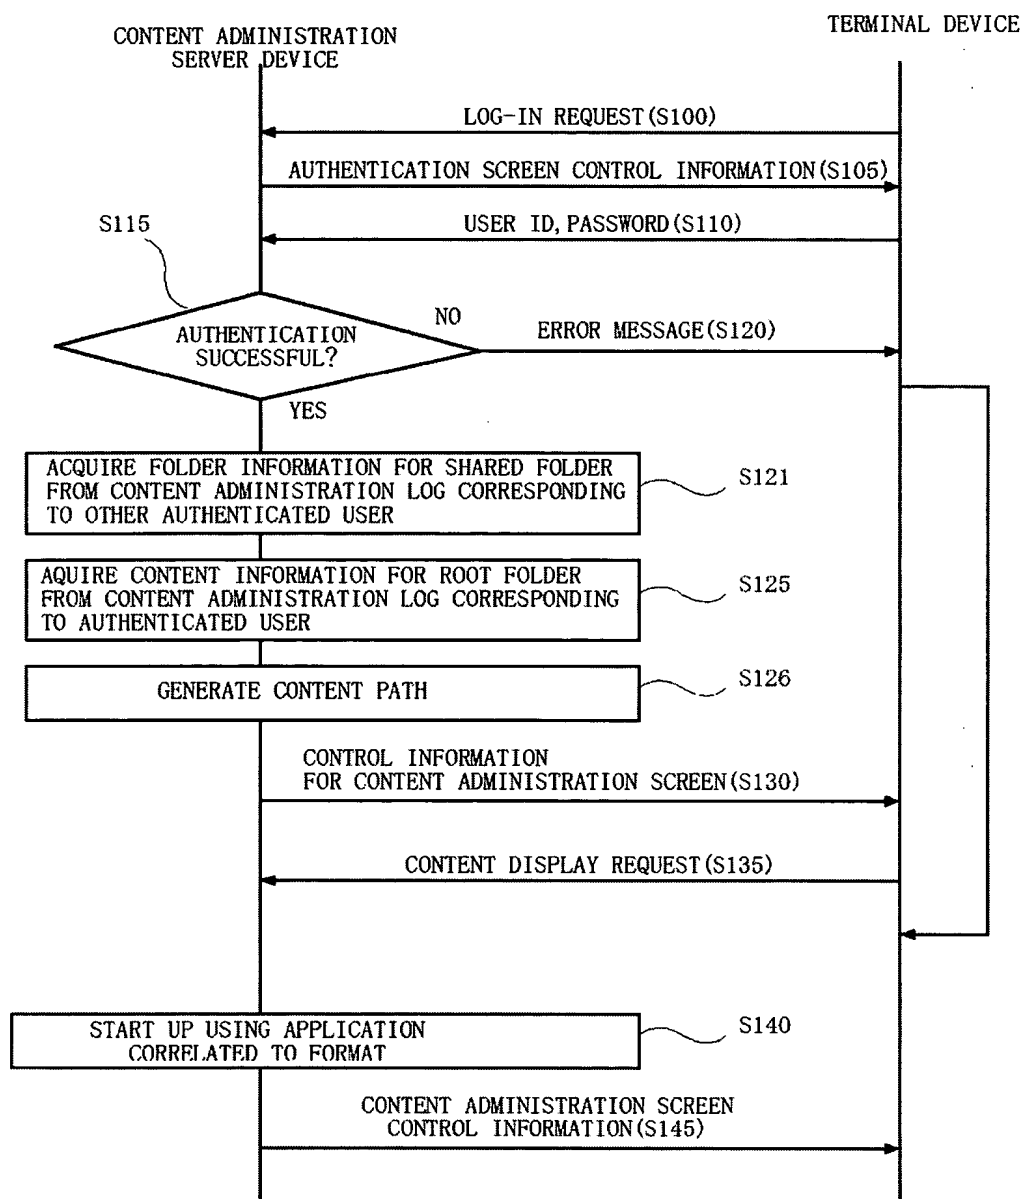 CONTENT ADMINISTRATION
SERVER DEVICE
TERMINAL DEVICE
LOG-IN REQUEST(S100)
AUTHENTICATION SCREEN CONTROL INFORMATION(S105)
S115
USER ID,PASSWORD(S110)
NO
AUTHENTICATION
SUCCESSFUL?
ERROR MESSAGE(S120)
YES
ACQUIRE FOLDER INFORMATION FOR SHARED FOLDER
FROM CONTENT ADMINISTRATION LOG CORRESPONDING
TO OTHER AUTHENTICATED USER
S121
AQUIRE CONTENT INFORMATION FOR ROOT FOLDER
FROM CONTENT ADMINISTRATION LOG CORRESPONDING
TO AUTHENTICATED USER
S125
GENERATE CONTENT PATH
S126
CONTROL INFORMATION
FOR CONTENT ADMINISTRATION SCREEN(S130)
CONTENT DISPLAY REQUEST(S135)
START UP USING APPLICATION
CORRELATED TO FORMAT
S140
CONTENT ADMINISTRATION SCREEN
CONTROL INFORMATION(S145)